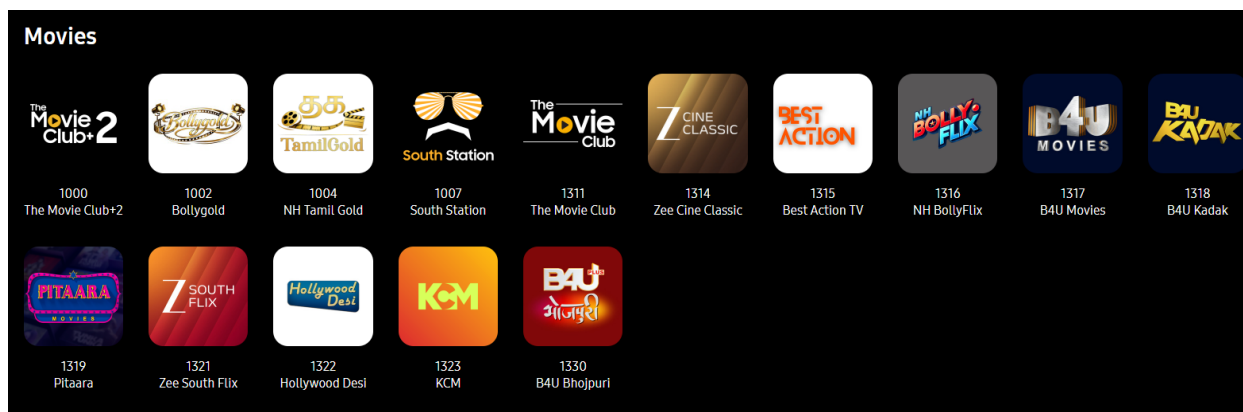 Movies
The
Movie
Club+ 2
Bollygold
தக
TamilGold
South Station
The
Movie
Club
Z CINE
CLASSIC
BEST
ACTION
NH
BOLLY
FLIX
B4U
MOVIES
B4U
KADAK
1000
The Movie Club+2
1002
Bollygold
1004
NH Tamil Gold
1007
South Station
1311
The Movie Club
1314
Zee Cine Classic
1315
Best Action TV
1316
NH BollyFlix
1317
B4U Movies
1318
B4U Kadak
PITAARA
MOVIES
Z SOUTH
FLIX
Hollywood
Desi
KCM
B4U PLUS
भोजपुरी
1319
Pitaara
1321
Zee South Flix
1322
Hollywood Desi
1323
KCM
1330
B4U Bhojpuri